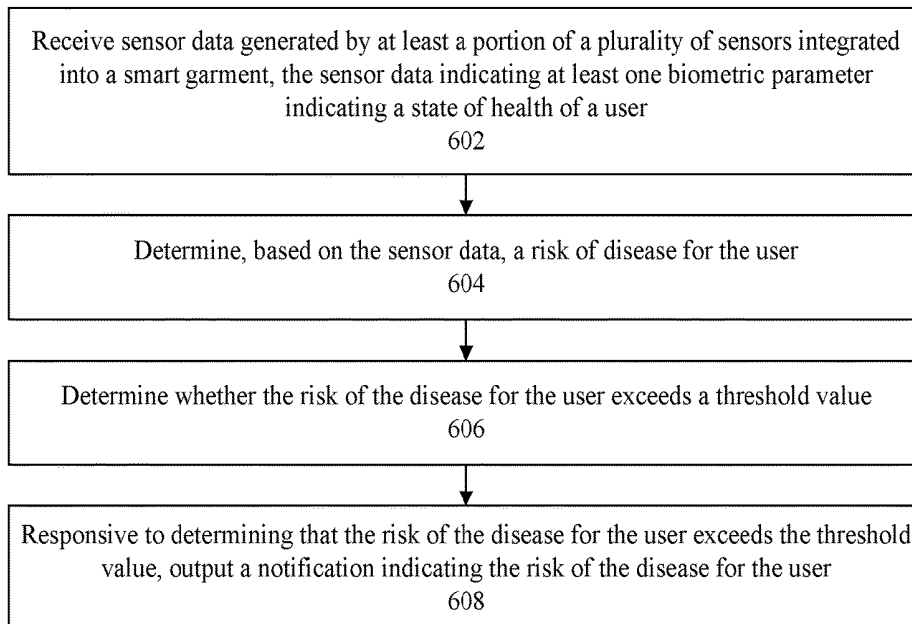 Receive sensor data generated by at least a portion of a plurality of sensors integrated
into a smart garment, the sensor data indicating at least one biometric parameter
indicating a state of health of a user
602
Determine, based on the sensor data, a risk of disease for the user
604
Determine whether the risk of the disease for the user exceeds a threshold value
606
Responsive to determining that the risk of the disease for the user exceeds the threshold
value, output a notification indicating the risk of the disease for the user
608